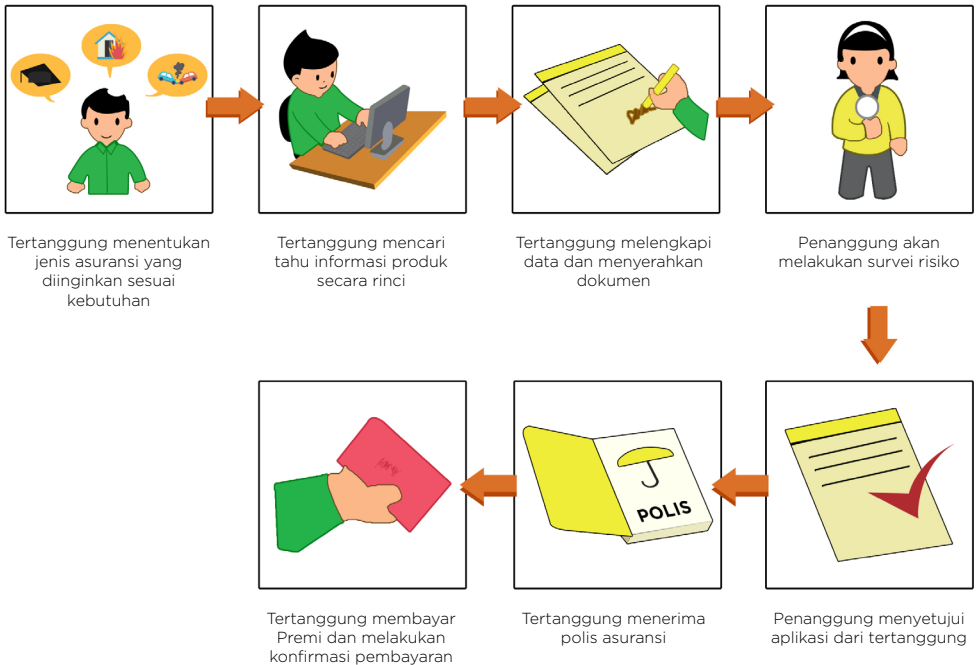 Tertanggung menentukan
jenis asuransi yang
diinginkan sesuai
kebutuhan
Tertanggung mencari
tahu informasi produk
secara rinci
Tertanggung melengkapi
data dan menyerahkan
dokumen
Penanggung akan
melakukan survei risiko
Penanggung menyetujui
aplikasi dari tertanggung
POLIS
Tertanggung menerima
polis asuransi
Tertanggung membayar
Premi dan melakukan
konfirmasi pembayaran